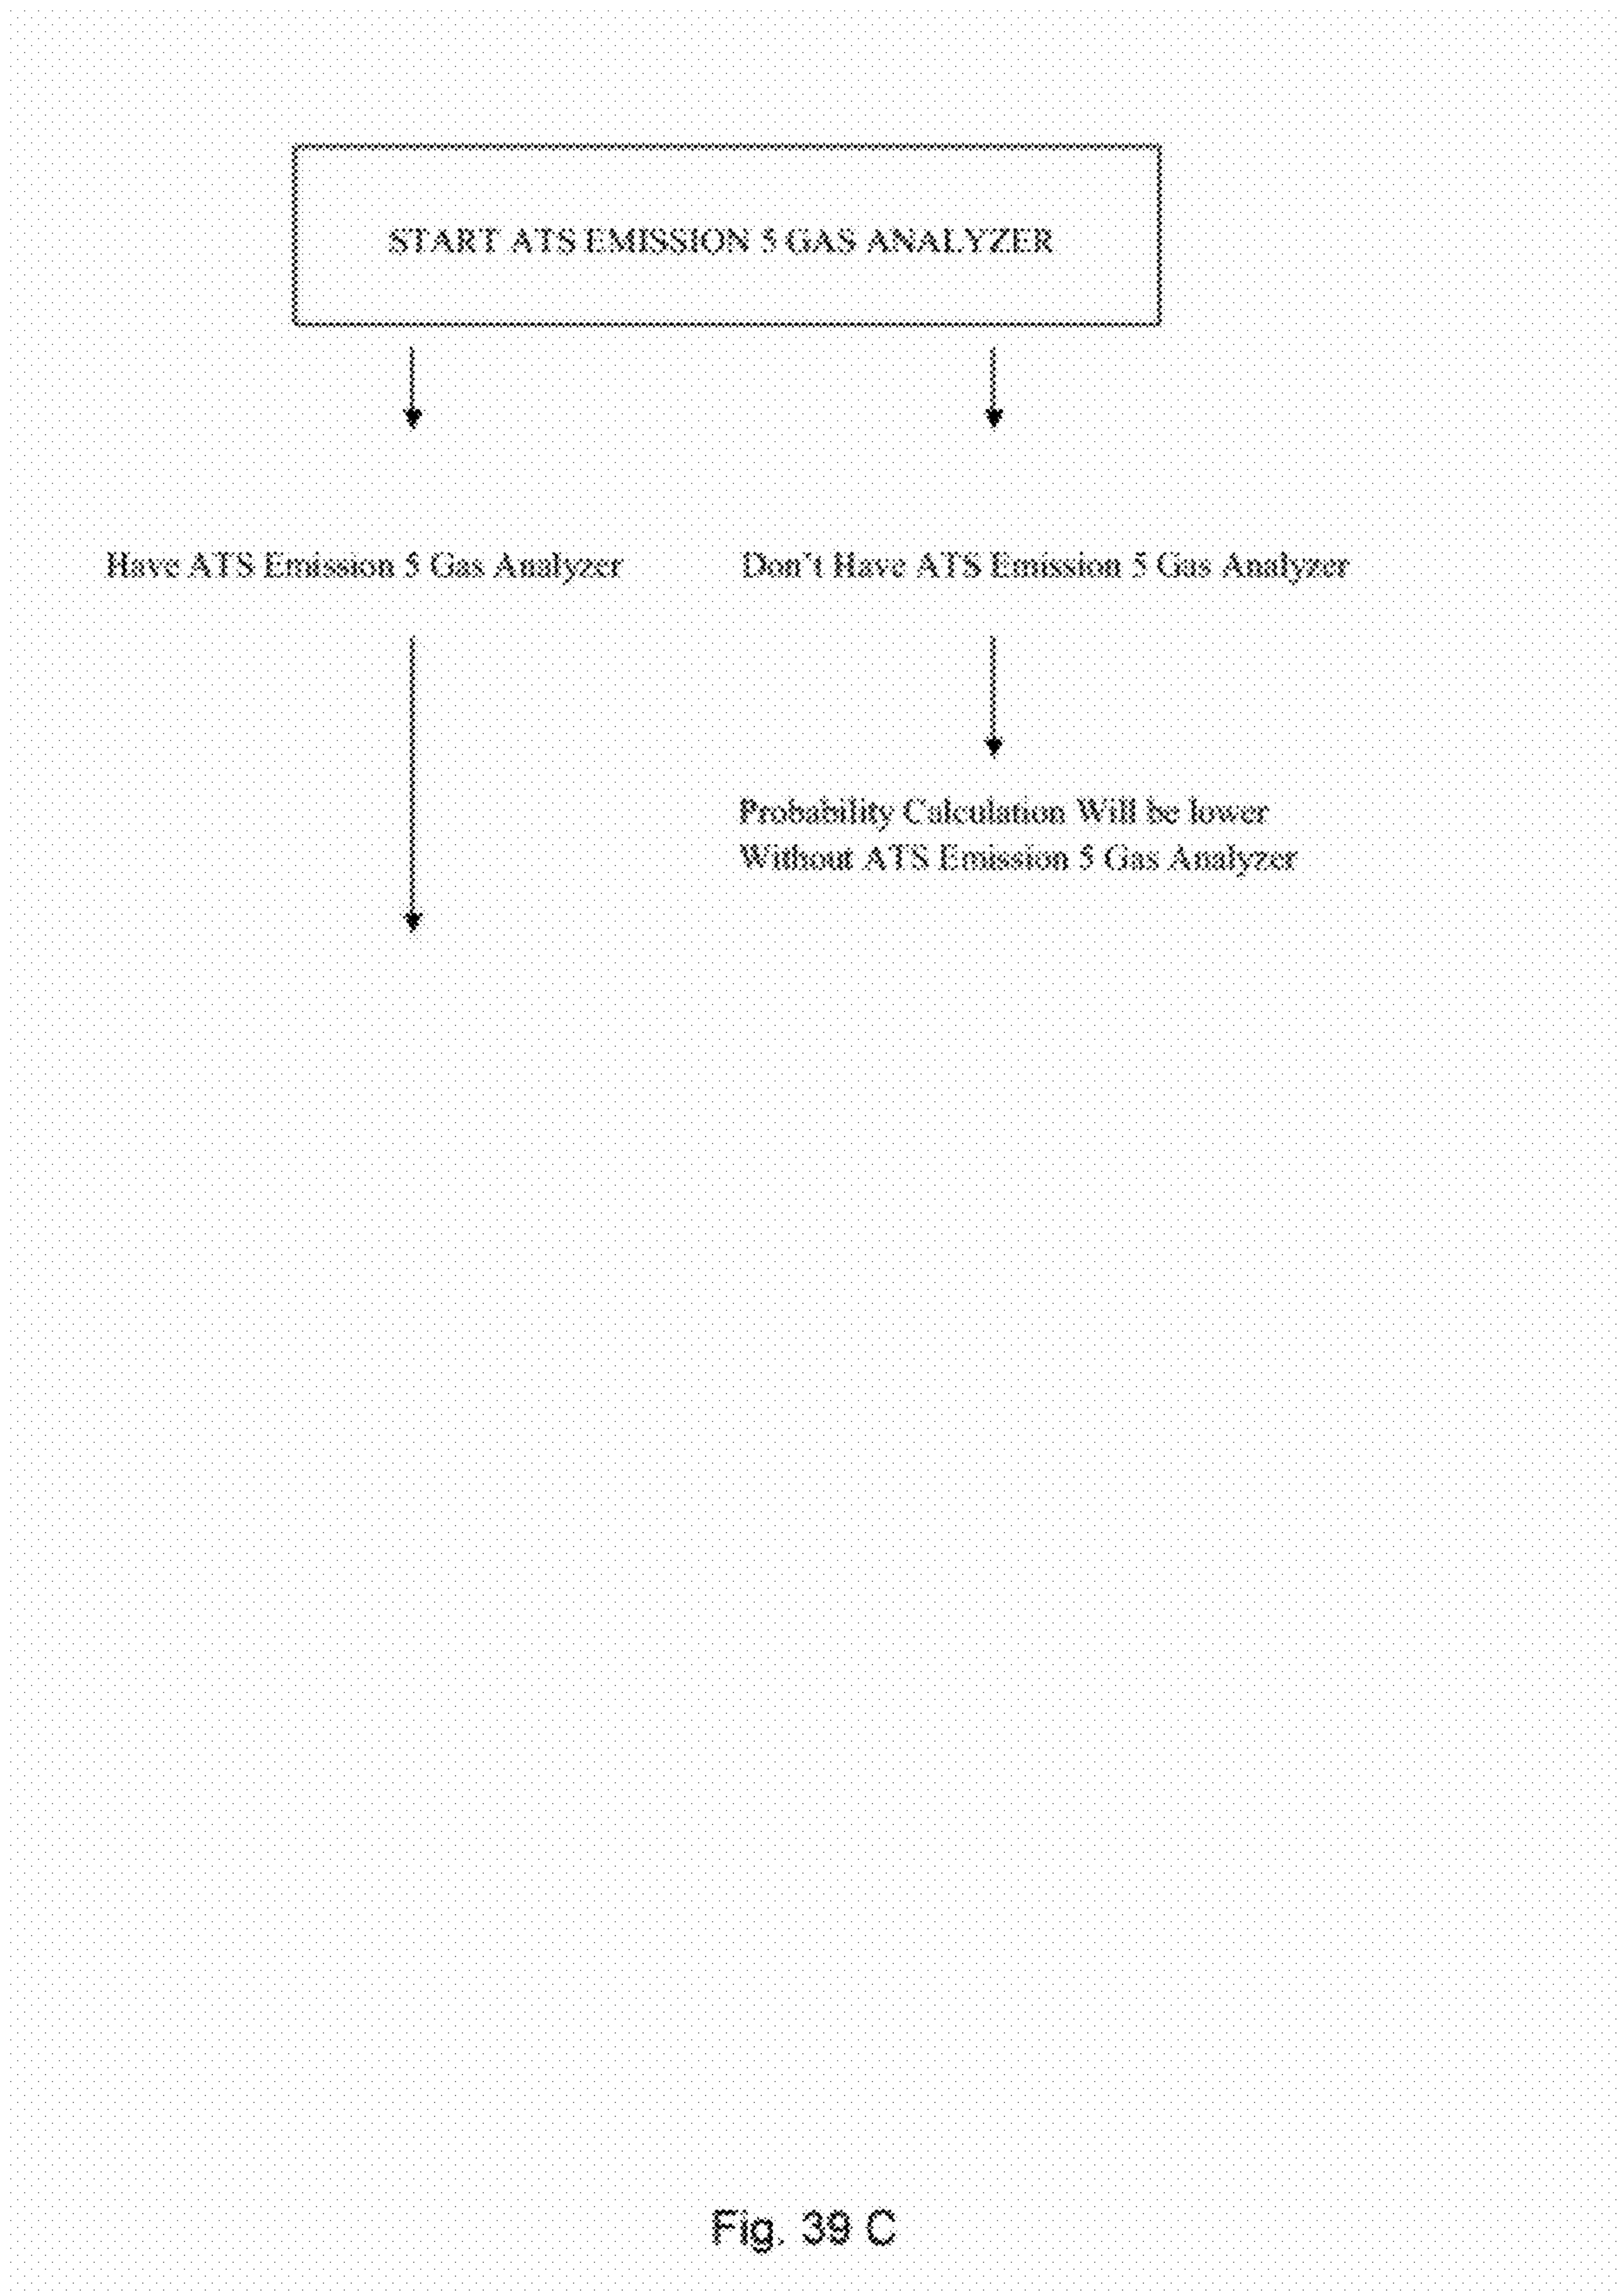 START ATS EMISSION 5 GAS ANALYZER
Have ATS Emission 5 Gas Analyzer
Don't Have ATS Emission 5 Gas Analyzer
Probability Calculation Will be lower
Without ATS Emission 5 Gas Analyzer
Fig. 39 C